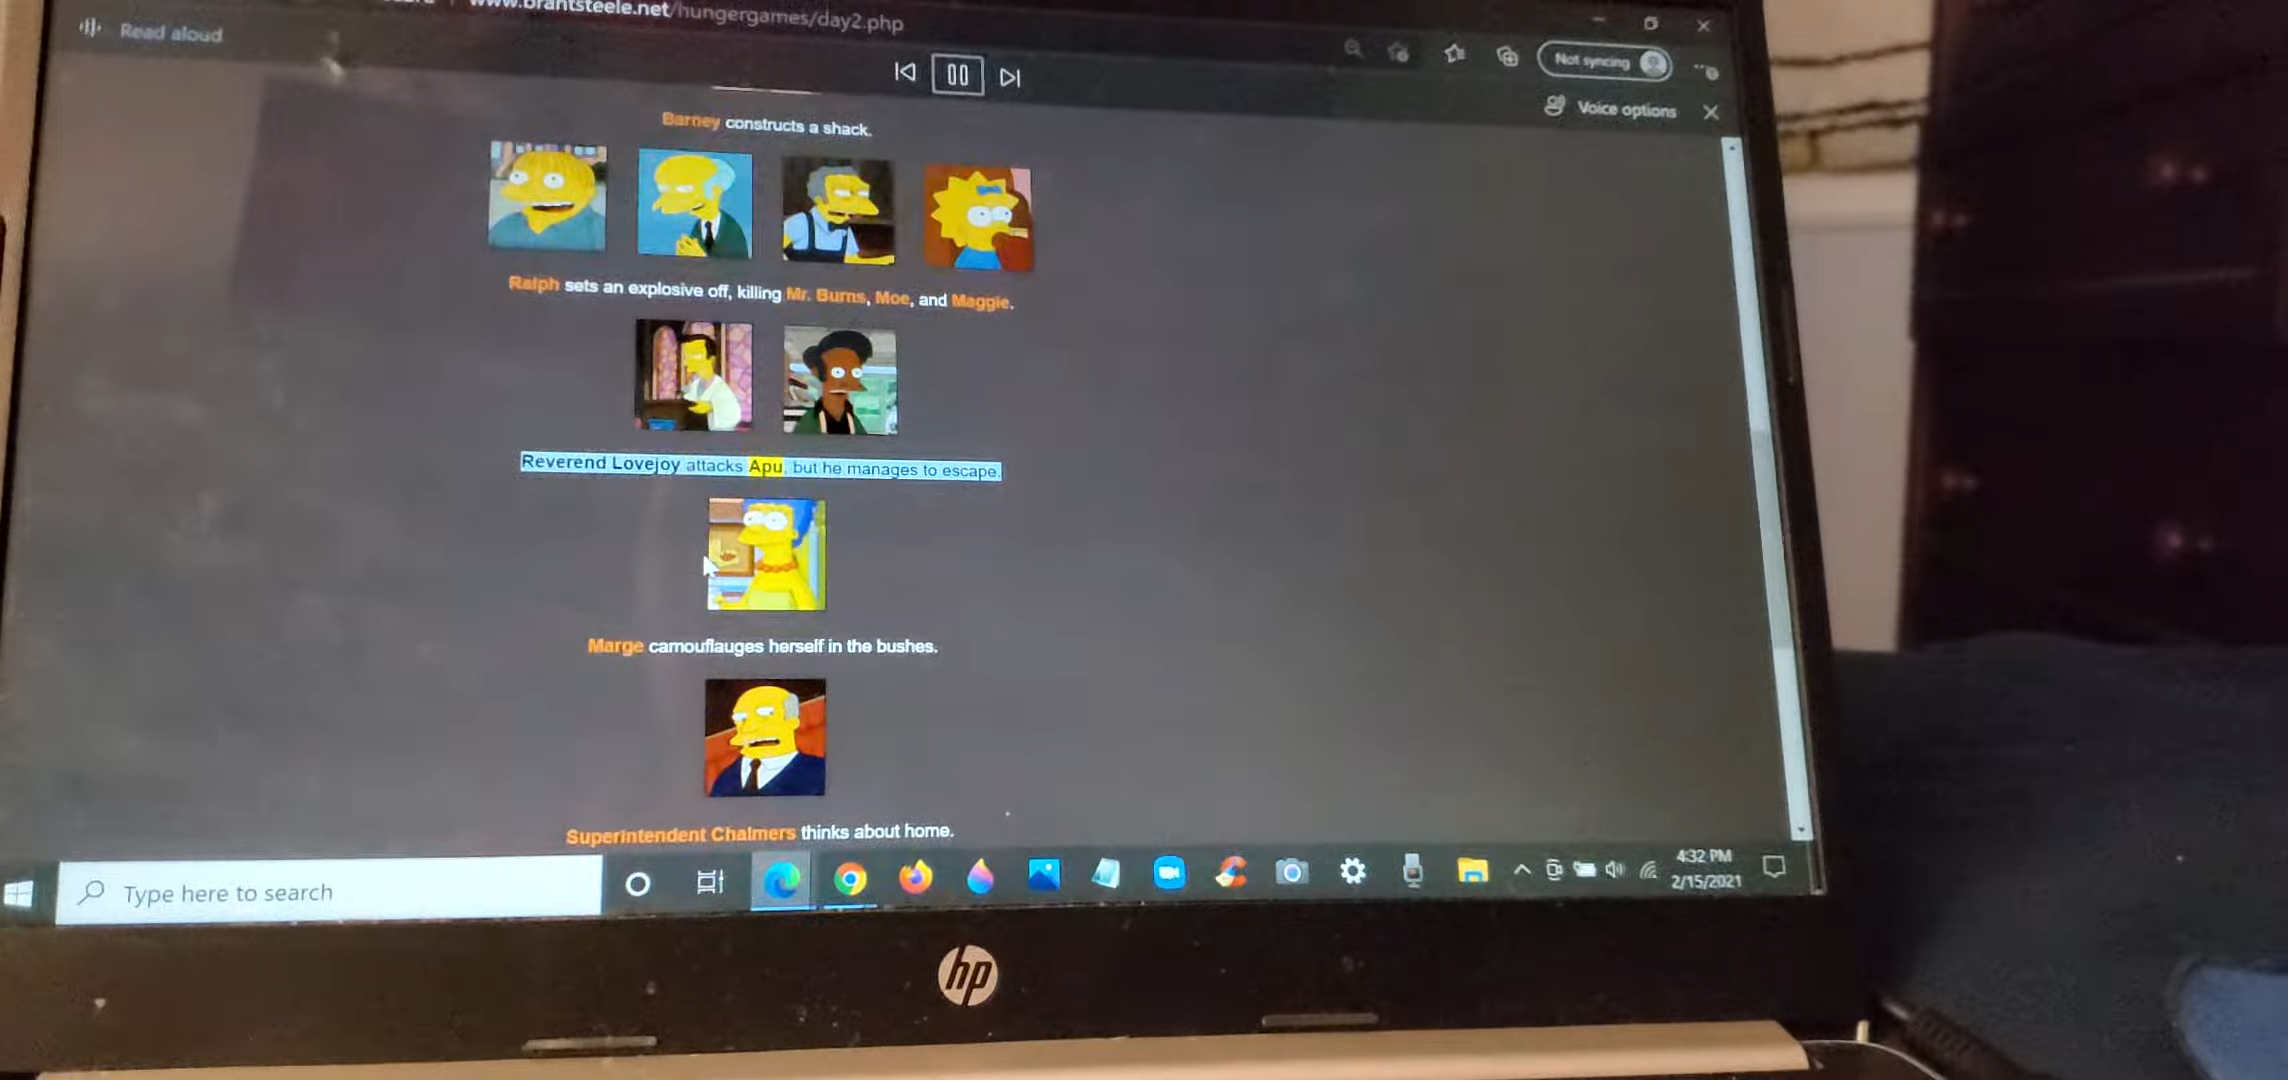 www.brantsteele.net/hungergames/day2.php
Read aloud
Not syncing
Voice options
Barney constructs a shack.
Ralph sets an explosive off, killing Mr. Burns, Moe, and Maggie.
Reverend Lovejoy attacks Apu, but he manages to escape.
Marge camouflauges herself in the bushes.
Superintendent Chalmers thinks about home.
Type here to search
4:32 PM
2/15/2021
hp